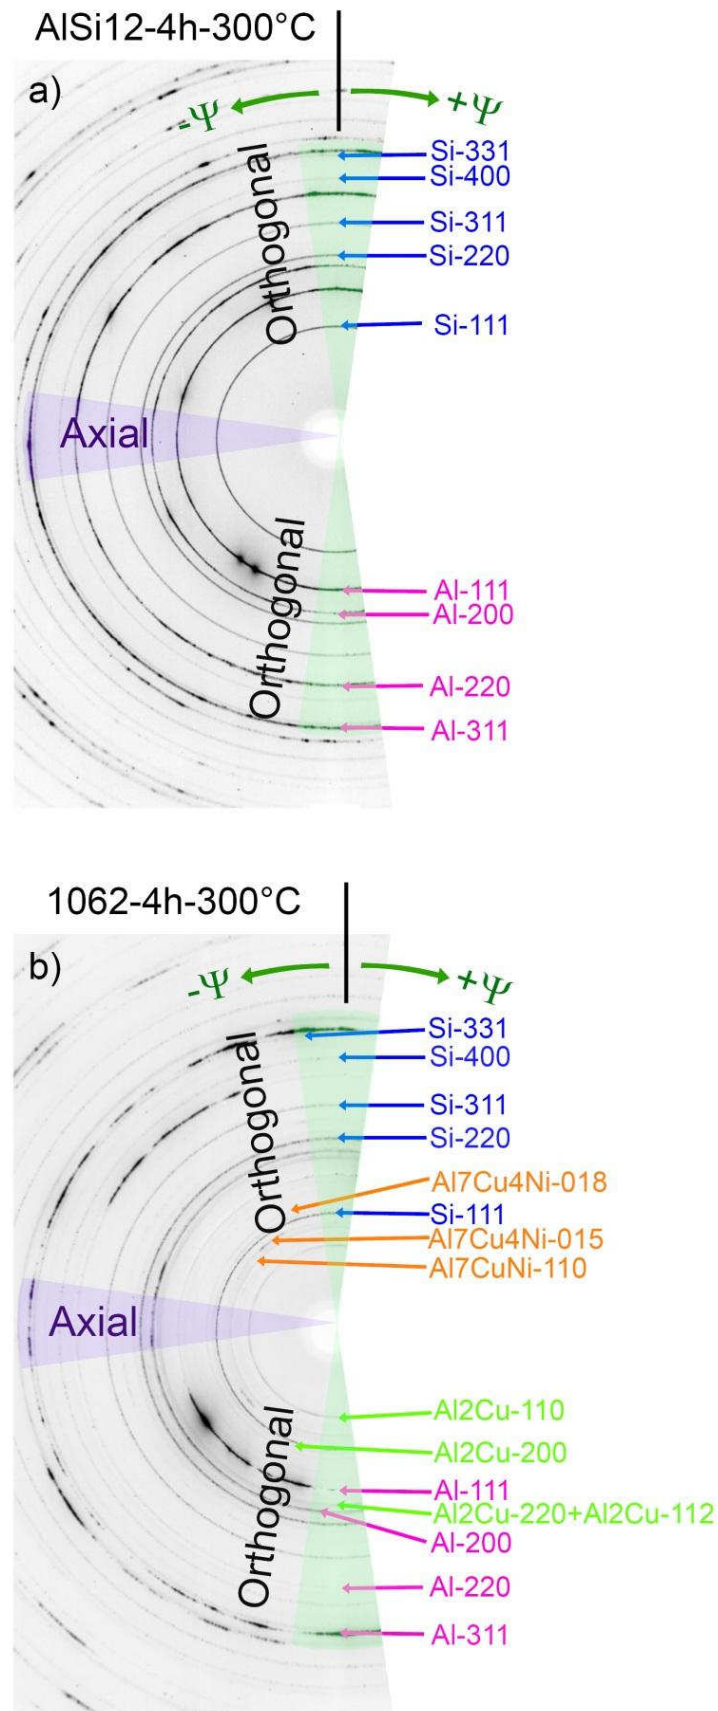 AlSi12-4h-300°C
a)
-Ψ
+Ψ
Orthogonal
Si-331
Si-400
Si-311
Si-220
Si-111
Axial
Orthogonal
Al-111
Al-200
Al-220
Al-311
1062-4h-300°C
b)
-Ψ
+Ψ
Orthogonal
Si-331
Si-400
Si-311
Si-220
Al7Cu4Ni-018
Si-111
Al7Cu4Ni-015
Al7CuNi-110
Axial
Orthogonal
Al2Cu-110
Al2Cu-200
Al-111
Al2Cu-220+Al2Cu-112
Al-200
Al-220
Al-311